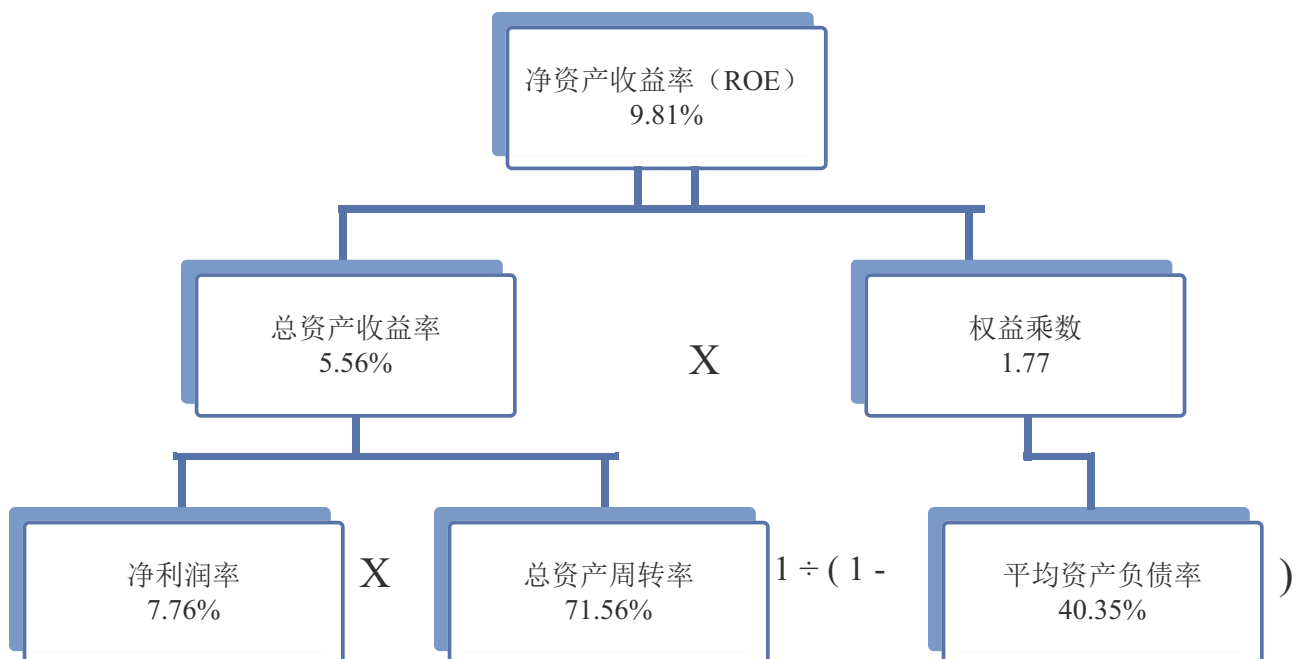 净资产收益率（ROE）
9.81%
总资产收益率
5.56%
X
权益乘数
1.77
净利润率
7.76%
X
总资产周转率
71.56%
1 ÷ ( 1 -
平均资产负债率
40.35%
)